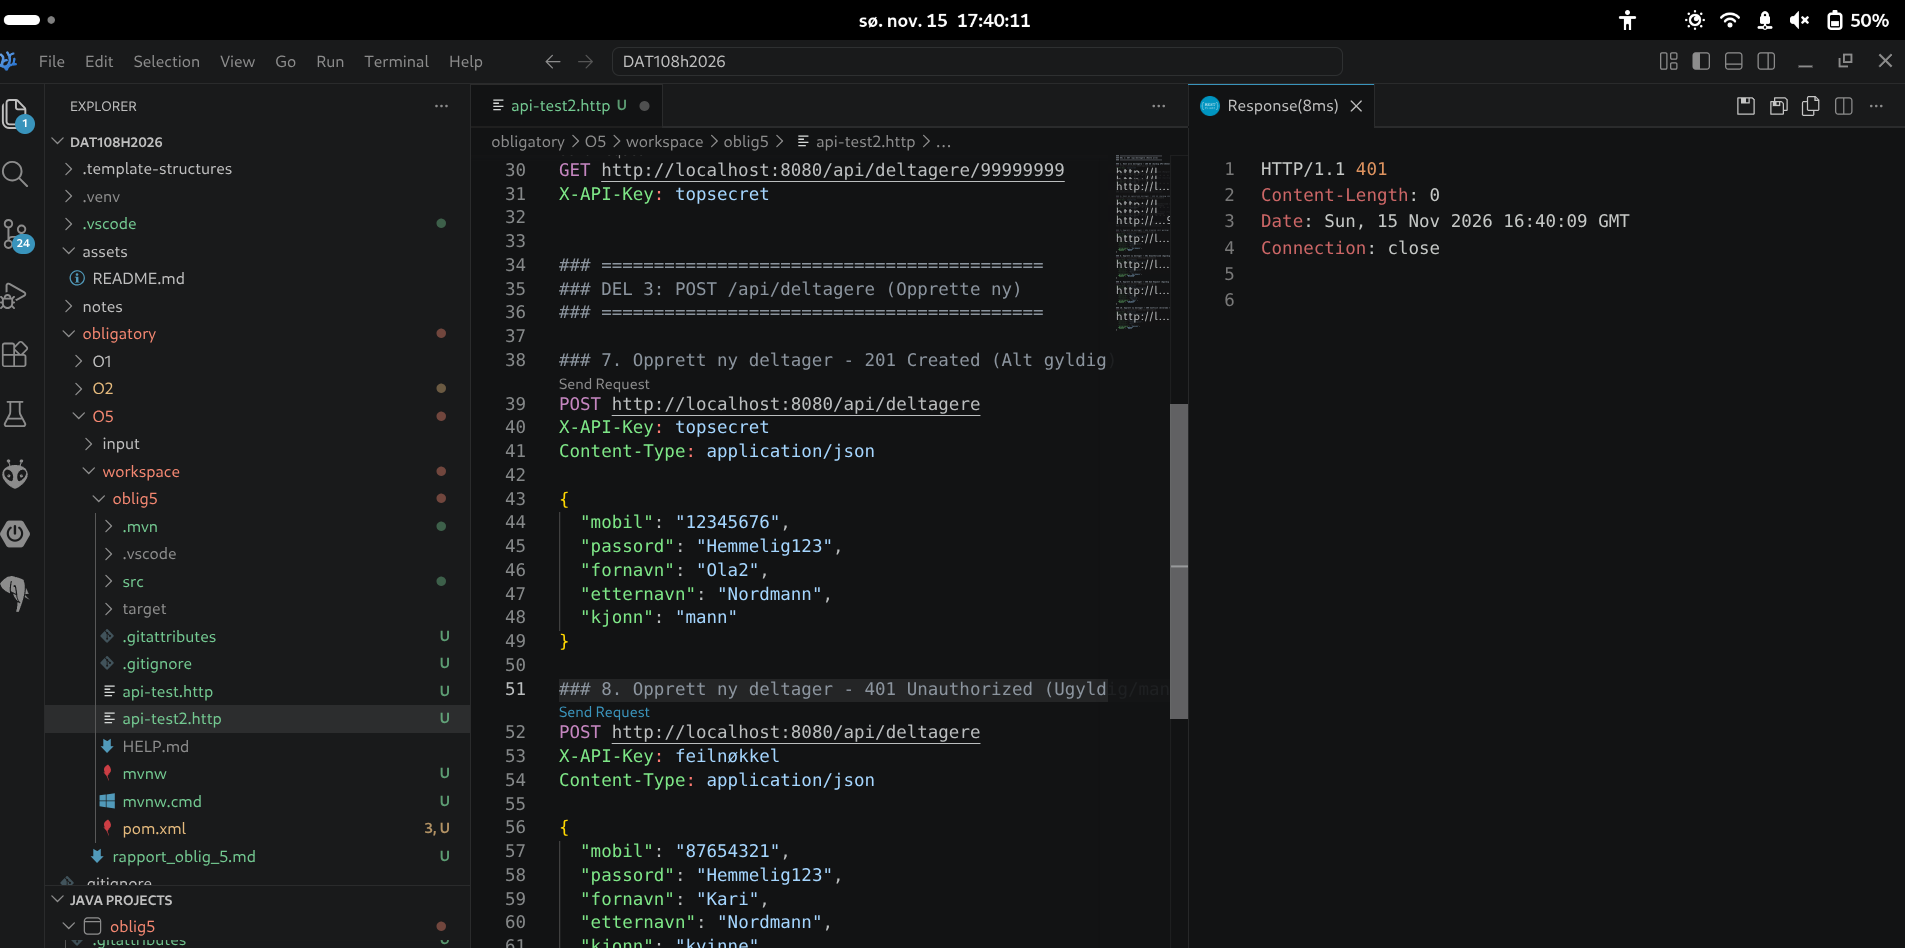 sø. nov. 15 17:40:11
50%
File Edit Selection View Go Run Terminal Help
DAT108h2026
EXPLORER
DAT108H2026
.template-structures
.venv
.vscode
assets
README.md
notes
obligatory
O1
O2
O5
input
workspace
oblig5
.mvn
.vscode
src
target
.gitattributes U
.gitignore U
api-test.http U
api-test2.http U
HELP.md
mvnw U
mvnw.cmd U
pom.xml 3, U
rapport_oblig_5.md U
.gitignore
JAVA PROJECTS
oblig5
.gitattributes U
1
24
api-test2.http U
obligatory > O5 > workspace > oblig5 > api-test2.http > ...
30 GET http://localhost:8080/api/deltagere/99999999
31 X-API-Key: topsecret
32
33
34 ### ==========================================
35 ### DEL 3: POST /api/deltagere (Opprette ny)
36 ### ==========================================
37
38 ### 7. Opprett ny deltager - 201 Created (Alt gyldig)
Send Request
39 POST http://localhost:8080/api/deltagere
40 X-API-Key: topsecret
41 Content-Type: application/json
42
43 {
44 "mobil": "12345676",
45 "passord": "Hemmelig123",
46 "fornavn": "Ola2",
47 "etternavn": "Nordmann",
48 "kjonn": "mann"
49 }
50
51 ### 8. Opprett ny deltager - 401 Unauthorized (Ugyldig/man
Send Request
52 POST http://localhost:8080/api/deltagere
53 X-API-Key: feilnøkkel
54 Content-Type: application/json
55
56 {
57 "mobil": "87654321",
58 "passord": "Hemmelig123",
59 "fornavn": "Kari",
60 "etternavn": "Nordmann",
61 "kjonn": "kvinne"
Response(8ms)
1 HTTP/1.1 401
2 Content-Length: 0
3 Date: Sun, 15 Nov 2026 16:40:09 GMT
4 Connection: close
5
6